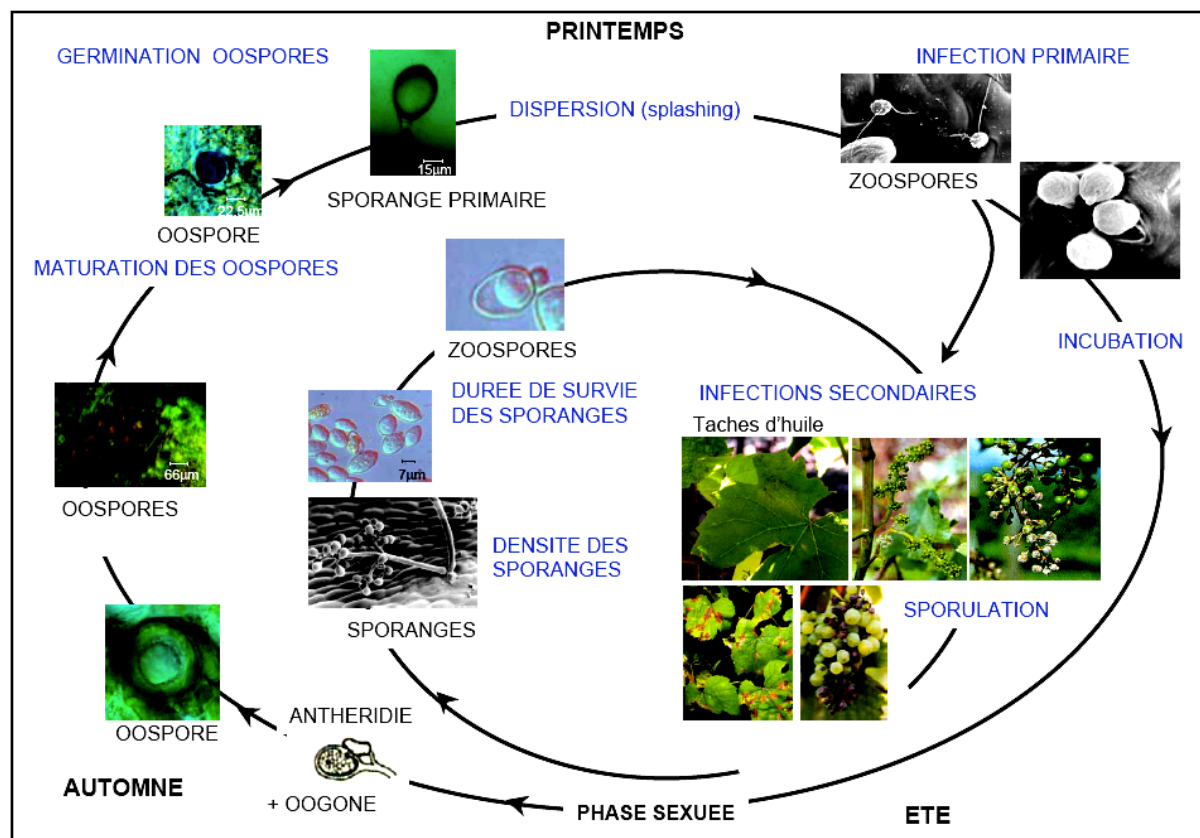 PRINTEMPS
GERMINATION OOSPORES
INFECTION PRIMAIRE
DISPERSION (splashing)
15µm
ZOOSPORES
22.5µm
SPORANGE PRIMAIRE
OOSPORE
MATURATION DES OOSPORES
INCUBATION
ZOOSPORES
DUREE DE SURVIE
DES SPORANGES
INFECTIONS SECONDAIRES
Taches d'huile
66µm
7µm
OOSPORES
DENSITE DES
SPORANGES
SPORULATION
SPORANGES
ANTHERIDIE
OOSPORE
+ OOGONE
AUTOMNE
PHASE SEXUEE
ETE